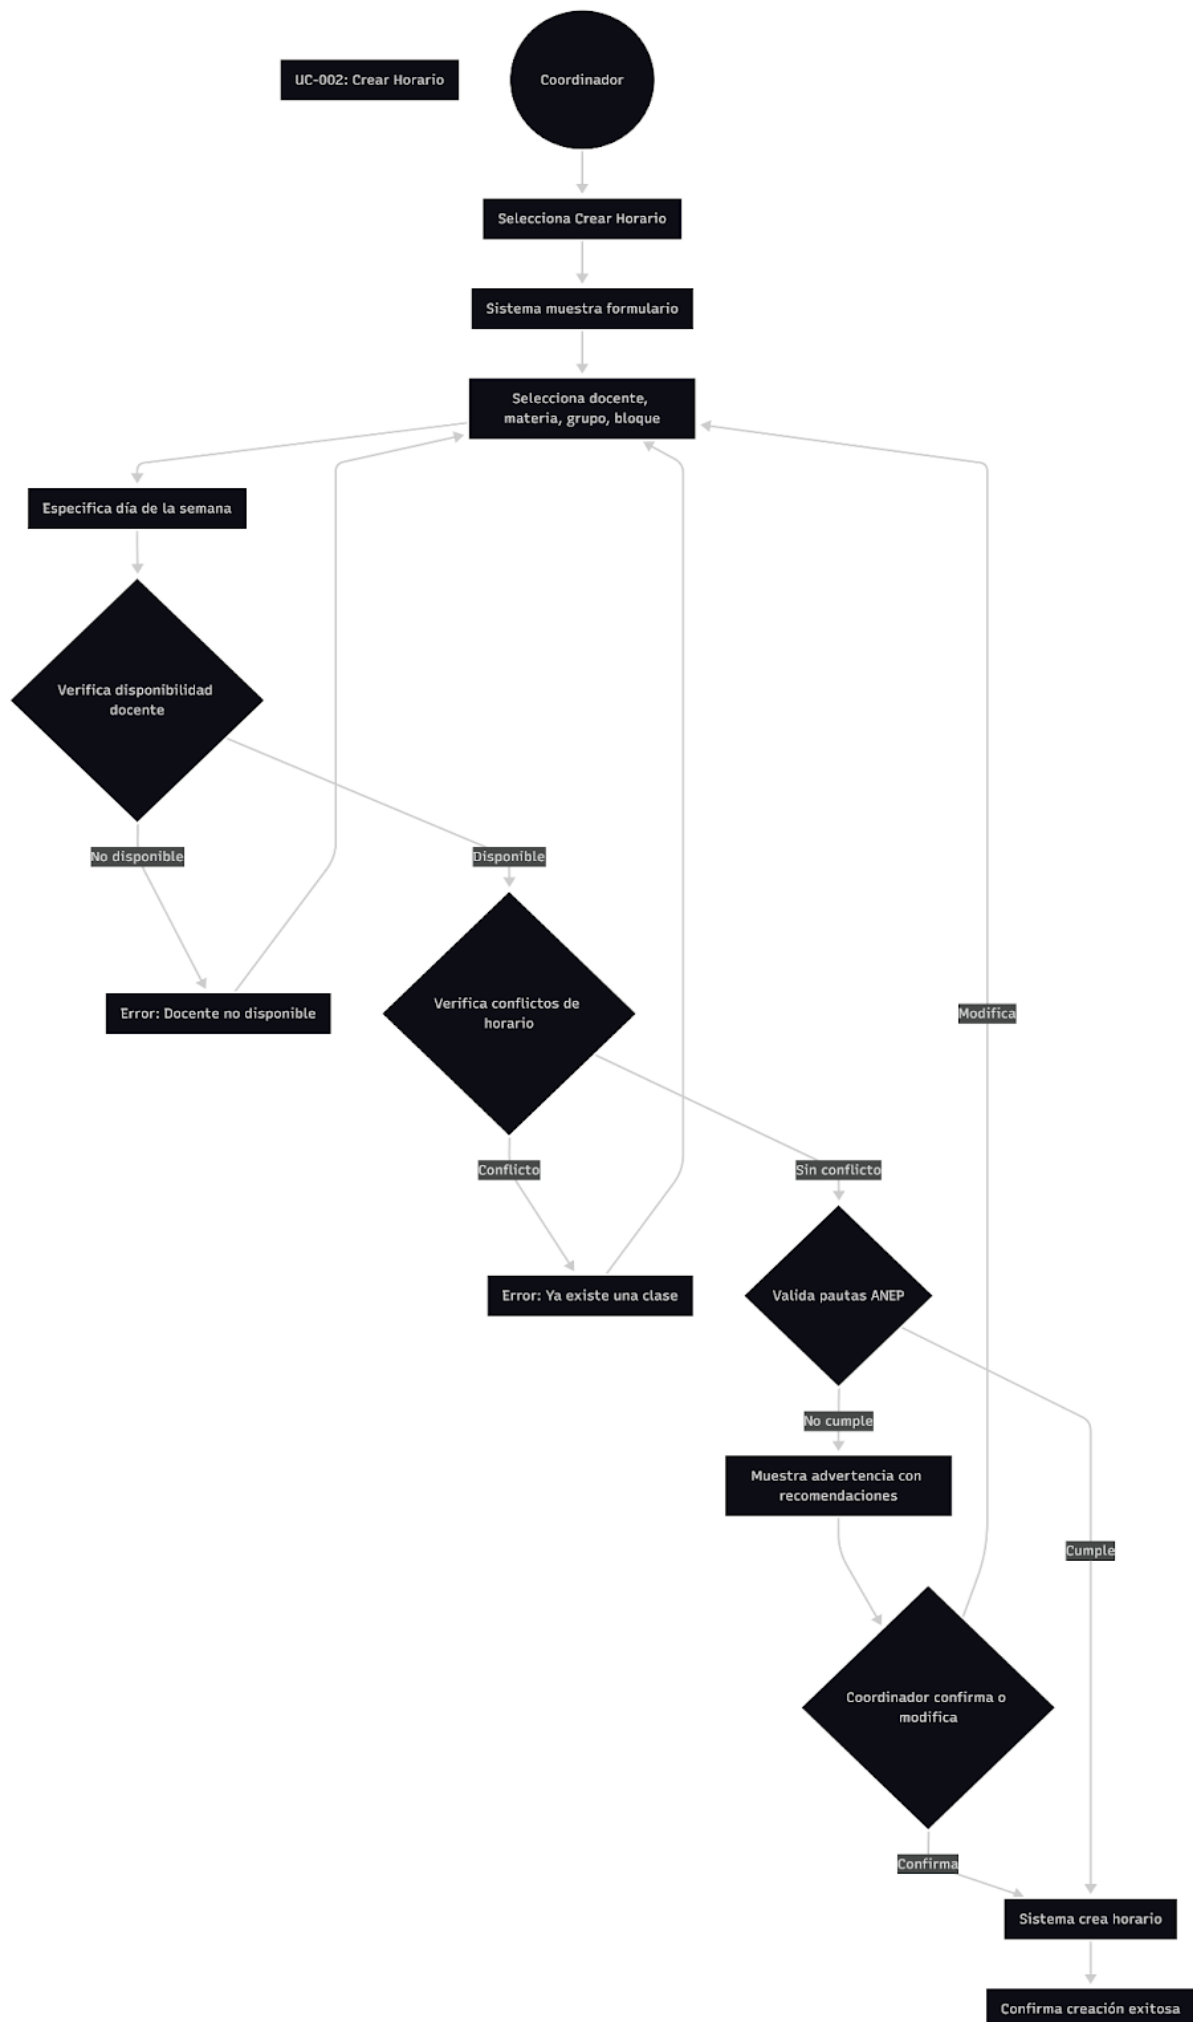 UC-002: Crear Horario
Coordinador
Selecciona Crear Horario
Sistema muestra formulario
Selecciona docente,
materia, grupo, bloque
Especifica día de la semana
Verifica disponibilidad
docente
No disponible
Disponible
Error: Docente no disponible
Verifica conflictos de
horario
Modifica
Conflicto
Sin conflicto
Error: Ya existe una clase
Valida pautas ANEP
No cumple
Muestra advertencia con
recomendaciones
Cumple
Coordinador confirma o
modifica
Confirma
Sistema crea horario
Confirma creación exitosa